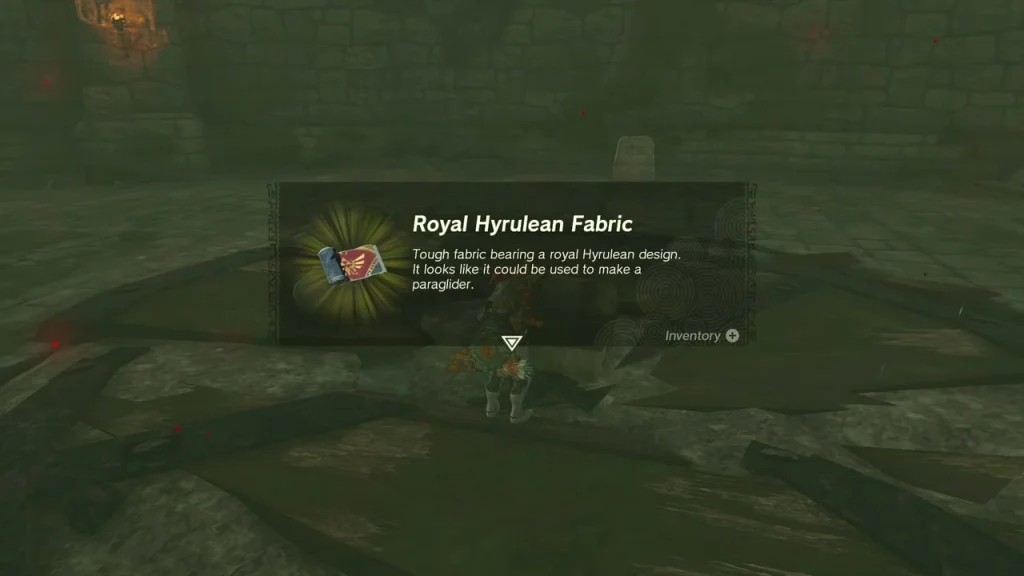 Royal Hyrulean Fabric
Tough fabric bearing a royal Hyrulean design.
It looks like it could be used to make a
paraglider.
Inventory